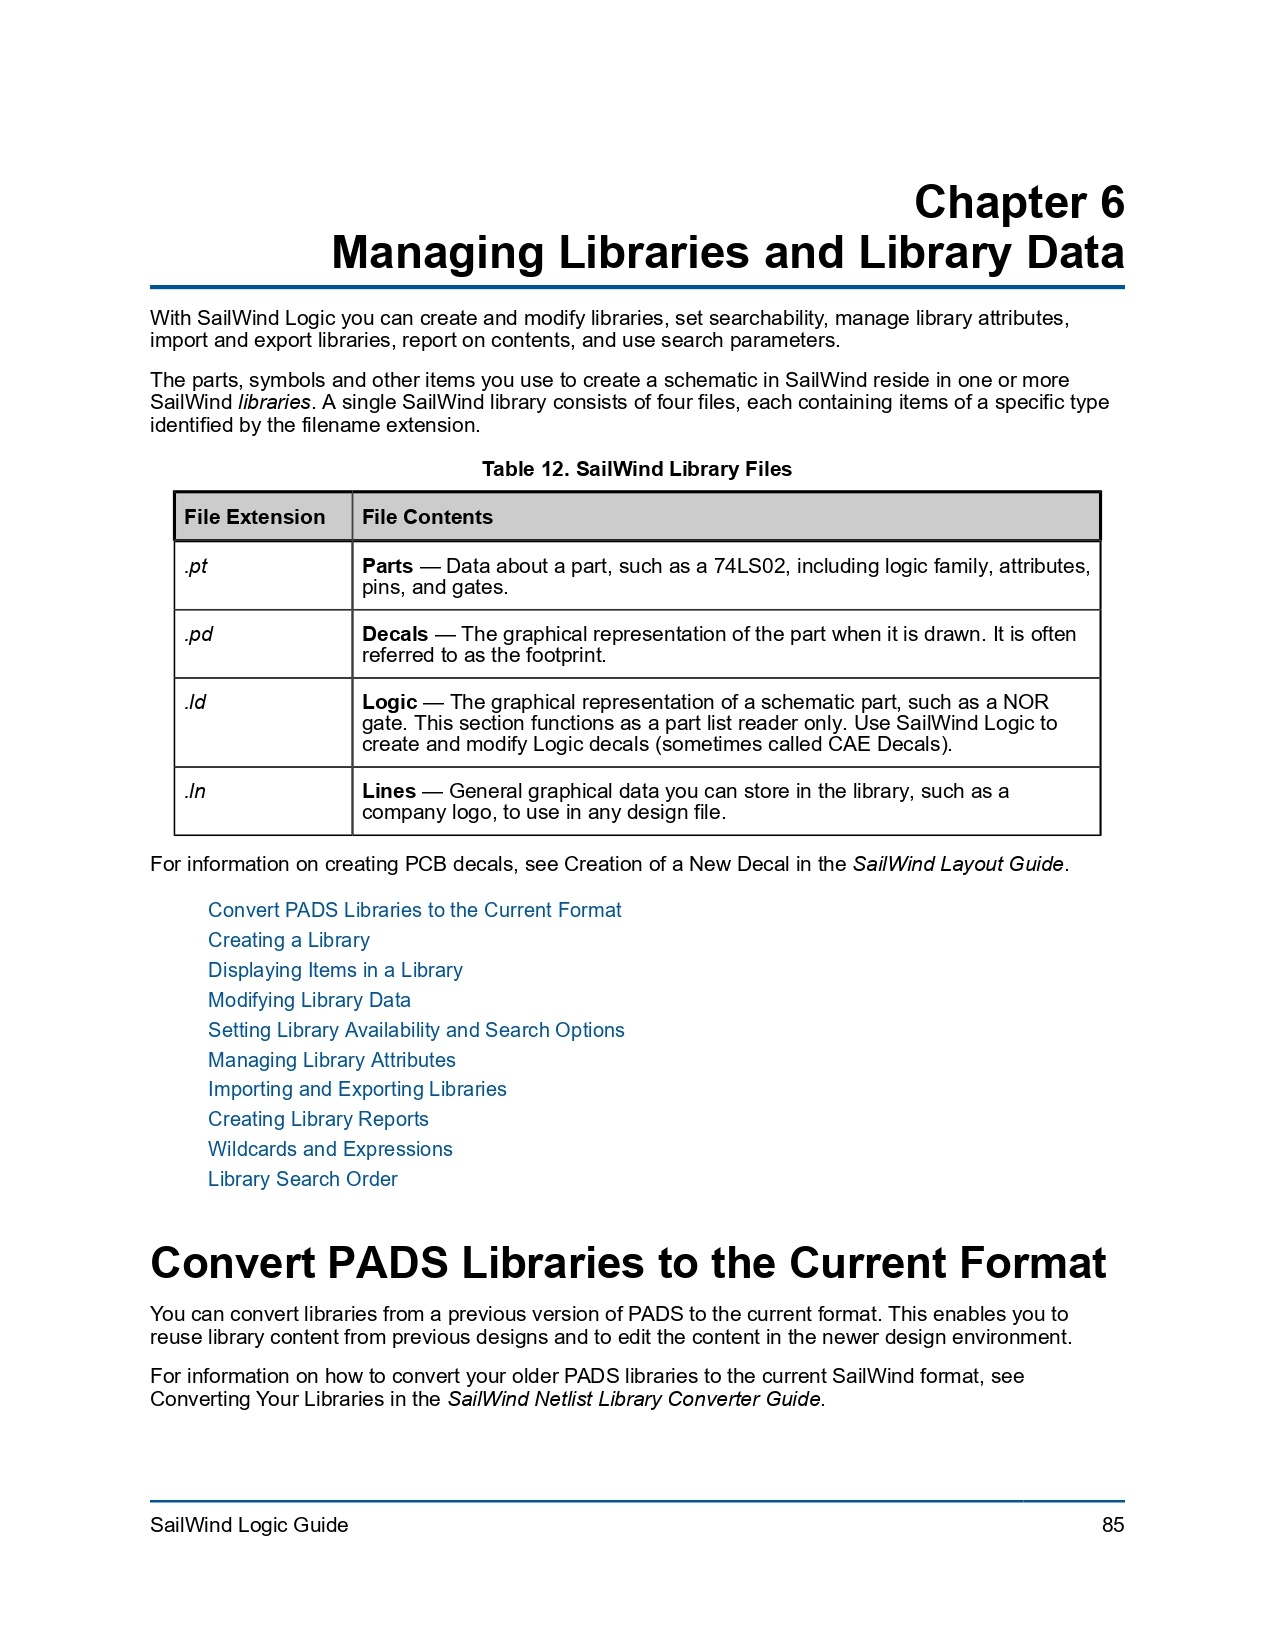 Chapter 6
Managing Libraries and Library Data
With SailWind Logic you can create and modify libraries, set searchability, manage library attributes,
import and export libraries, report on contents, and use search parameters.
The parts, symbols and other items you use to create a schematic in SailWind reside in one or more
SailWind libraries. A single SailWind library consists of four files, each containing items of a specific type
identified by the filename extension.
Table 12. SailWind Library Files
File Extension File Contents
.pt Parts — Data about a part, such as a 74LS02, including logic family, attributes,
pins, and gates.
.pd Decals — The graphical representation of the part when it is drawn. It is often
referred to as the footprint.
.ld Logic — The graphical representation of a schematic part, such as a NOR
gate. This section functions as a part list reader only. Use SailWind Logic to
create and modify Logic decals (sometimes called CAE Decals).
.ln Lines — General graphical data you can store in the library, such as a
company logo, to use in any design file.
For information on creating PCB decals, see Creation of a New Decal in the SailWind Layout Guide.
Convert PADS Libraries to the Current Format
Creating a Library
Displaying Items in a Library
Modifying Library Data
Setting Library Availability and Search Options
Managing Library Attributes
Importing and Exporting Libraries
Creating Library Reports
Wildcards and Expressions
Library Search Order
Convert PADS Libraries to the Current Format
You can convert libraries from a previous version of PADS to the current format. This enables you to
reuse library content from previous designs and to edit the content in the newer design environment.
For information on how to convert your older PADS libraries to the current SailWind format, see
Converting Your Libraries in the SailWind Netlist Library Converter Guide.
SailWind Logic Guide 85